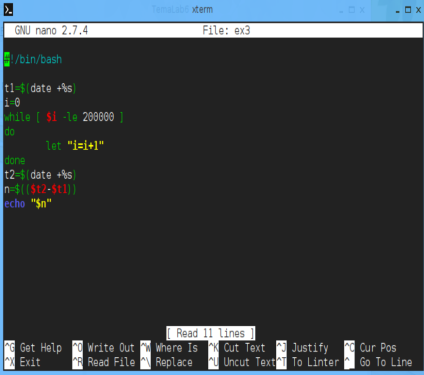 xterm
GNU nano 2.7.4 File: ex3
#!/bin/bash
t1=$(date +%s)
i=0
while [ $i -le 200000 ]
do
let "i=i+1"
done
t2=$(date +%s)
n=$(($t2-$t1))
echo "$n"
[ Read 11 lines ]
^G Get Help ^O Write Out ^W Where Is ^K Cut Text ^J Justify ^C Cur Pos
^X Exit ^R Read File ^\ Replace ^U Uncut Text ^T To Linter ^_ Go To Line